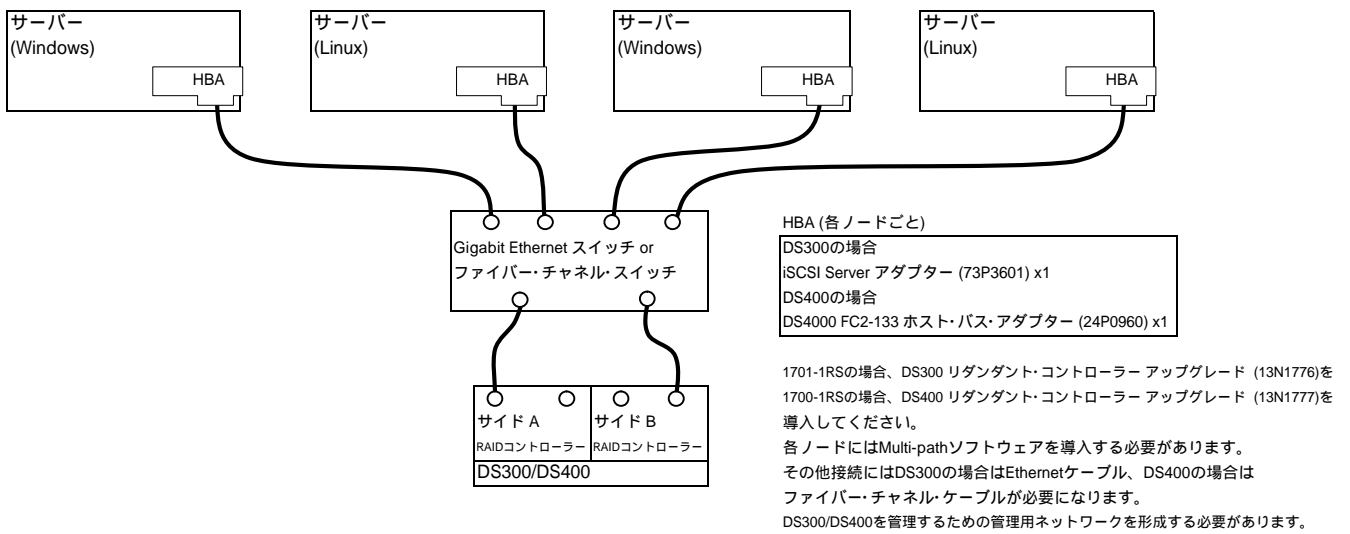 サーバー
(Windows)
HBA
サーバー
(Linux)
HBA
サーバー
(Windows)
HBA
サーバー
(Linux)
HBA
Gigabit Ethernet スイッチ or
ファイバー・チャネル・スイッチ
サイド A
RAIDコントローラー
サイド B
RAIDコントローラー
DS300/DS400
HBA (各ノードごと)
DS300の場合
iSCSI Server アダプター (73P3601) x1
DS400の場合
DS4000 FC2-133 ホスト・バス・アダプター (24P0960) x1
1701-1RSの場合、DS300 リダンダント・コントローラー アップグレード (13N1776)を
1700-1RSの場合、DS400 リダンダント・コントローラー アップグレード (13N1777)を
導入してください。
各ノードにはMulti-pathソフトウェアを導入する必要があります。
その他接続にはDS300の場合はEthernetケーブル、DS400の場合は
ファイバー・チャネル・ケーブルが必要になります。
DS300/DS400を管理するための管理用ネットワークを形成する必要があります。